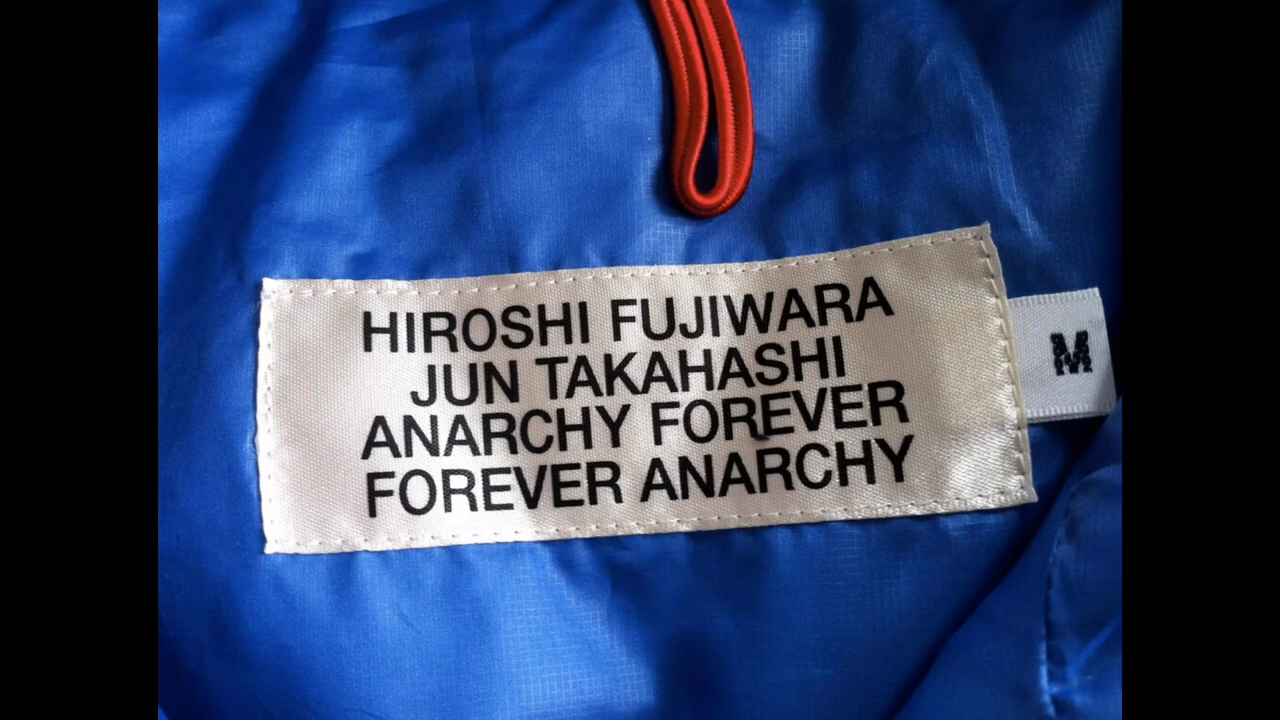 HIROSHI FUJIWARA
JUN TAKAHASHI
ANARCHY FOREVER
FOREVER ANARCHY
M